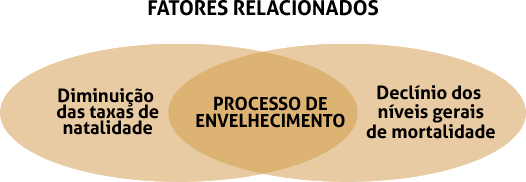 FATORES RELACIONADOS
Diminuição
das taxas de
natalidade
PROCESSO DE
ENVELHECIMENTO
Declínio dos
níveis gerais
de mortalidade